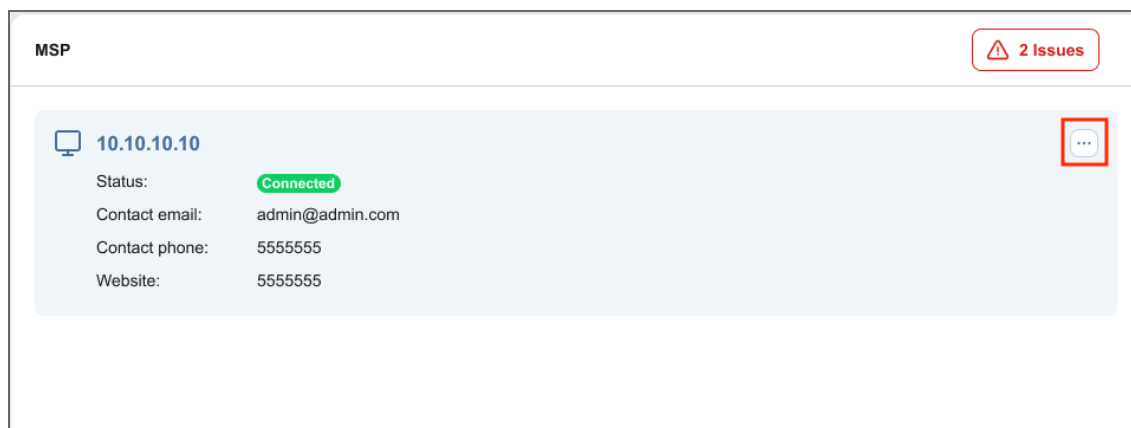 MSP
2 Issues
10.10.10.10
Status: Connected
Contact email: admin@admin.com
Contact phone: 5555555
Website: 5555555